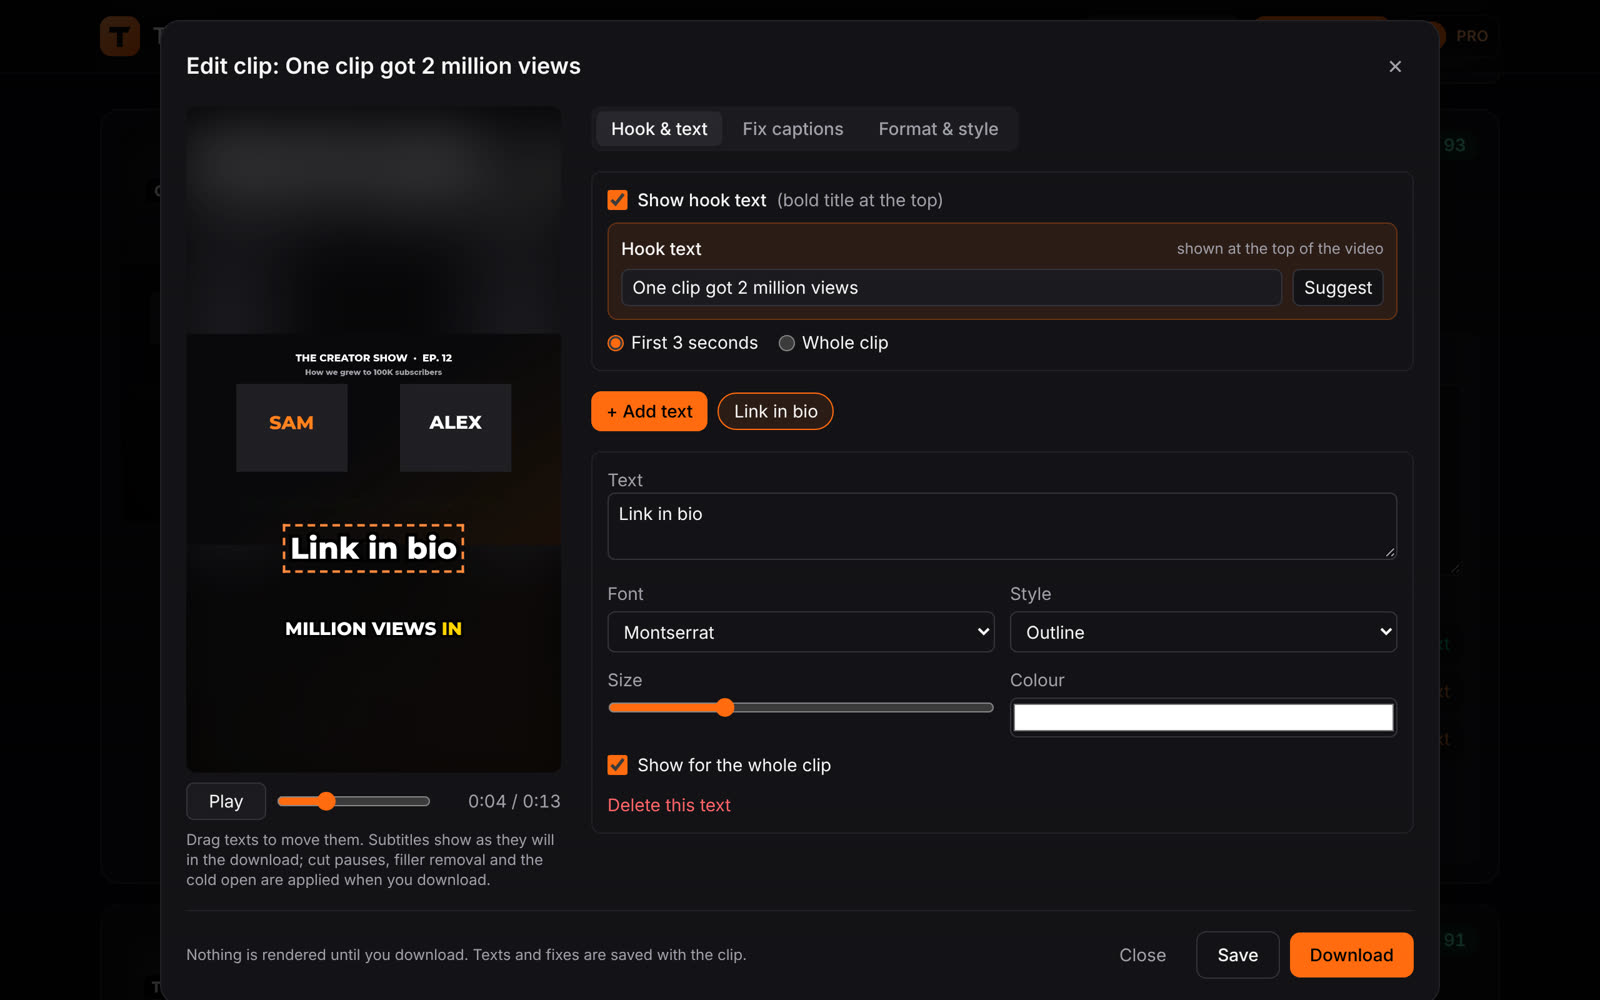 T
PRO
Edit clip: One clip got 2 million views
×
93
THE CREATOR SHOW · EP. 12
How we grew to 100K subscribers
SAM
ALEX
Link in bio
MILLION VIEWS IN
Play
0:04 / 0:13
Drag texts to move them. Subtitles show as they will
in the download; cut pauses, filler removal and the
cold open are applied when you download.
Hook & text
Fix captions
Format & style
Show hook text (bold title at the top)
Hook text
shown at the top of the video
One clip got 2 million views
Suggest
First 3 seconds
Whole clip
+ Add text
Link in bio
Text
Link in bio
Font
Style
Montserrat
Outline
Size
Colour
Show for the whole clip
Delete this text
Nothing is rendered until you download. Texts and fixes are saved with the clip.
Close
Save
Download
91